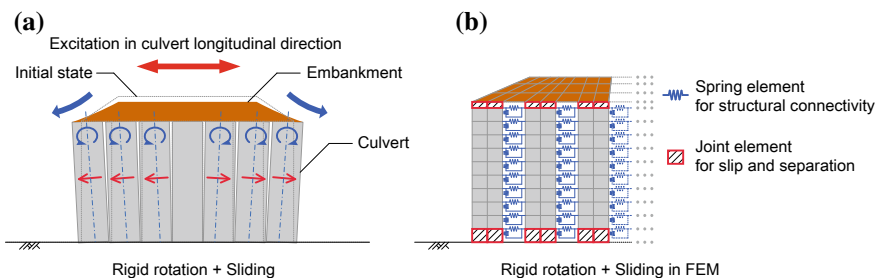 (a)
Excitation in culvert longitudinal direction
Initial state
Embankment
Culvert
Rigid rotation + Sliding
(b)
Spring element
for structural connectivity
Joint element
for slip and separation
Rigid rotation + Sliding in FEM